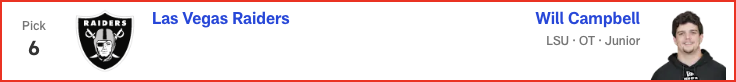 Pick
6
RAIDERS
Las Vegas Raiders
Will Campbell
LSU · OT · Junior